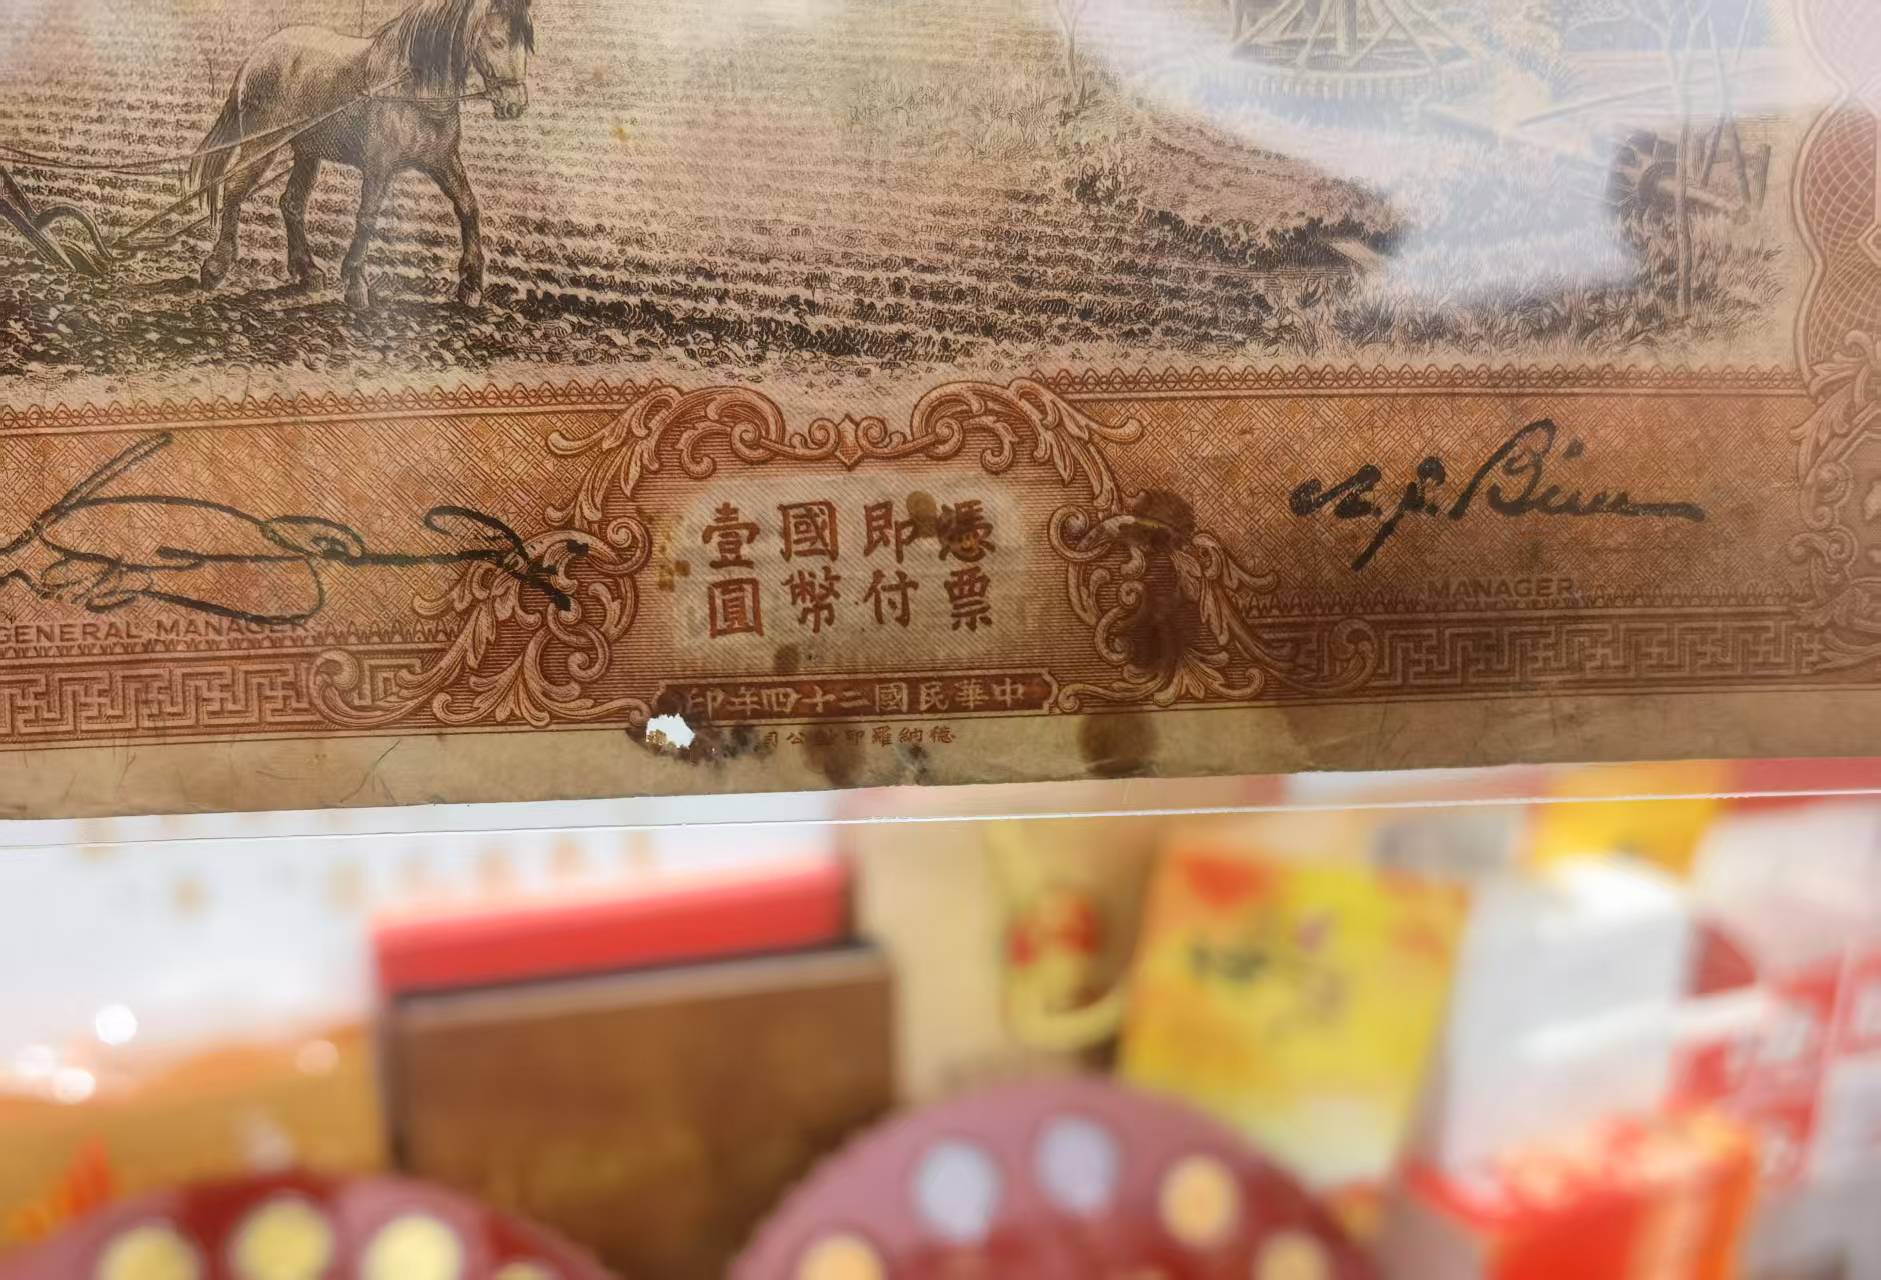 憑票
即付
國幣
壹圓
GENERAL MANAGER
MANAGER
中華民國二十四年印
德納羅印鈔公司